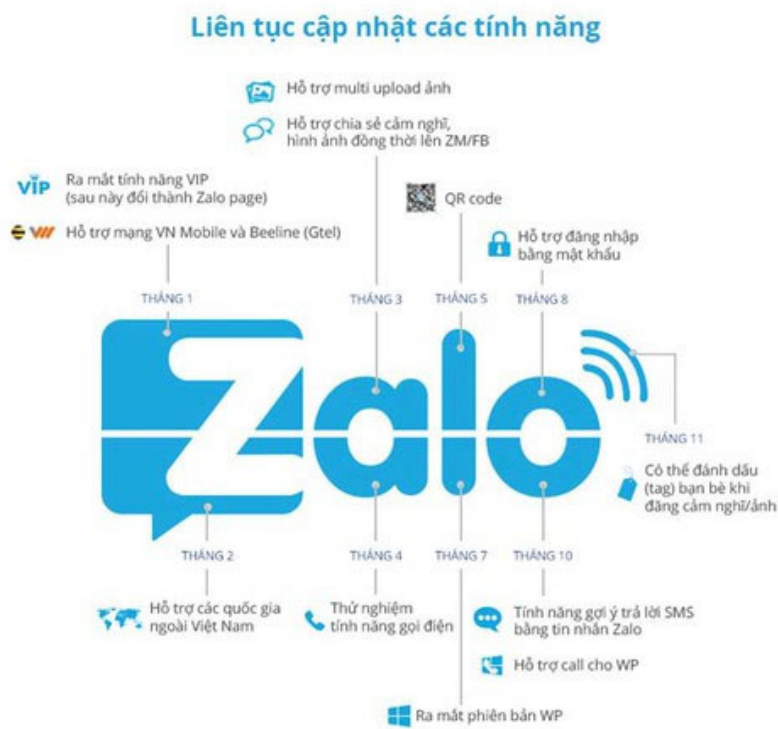 Liên tục cập nhật các tính năng
Hỗ trợ multi upload ảnh
Hỗ trợ chia sẻ cảm nghĩ,
hình ảnh đồng thời lên ZM/FB
VIP
Ra mắt tính năng VIP
(sau này đổi thành Zalo page)
Hỗ trợ mạng VN Mobile và Beeline (Gtel)
QR code
Hỗ trợ đăng nhập
bằng mật khẩu
THÁNG 1
THÁNG 3
THÁNG 5
THÁNG 8
Zalo
THÁNG 11
Có thể đánh dấu
(tag) bạn bè khi
đăng cảm nghĩ/ảnh
THÁNG 2
THÁNG 4
THÁNG 7
THÁNG 10
Hỗ trợ các quốc gia
ngoài Việt Nam
Thử nghiệm
tính năng gọi điện
Tính năng gợi ý trả lời SMS
bằng tin nhắn Zalo
Hỗ trợ call cho WP
Ra mắt phiên bản WP